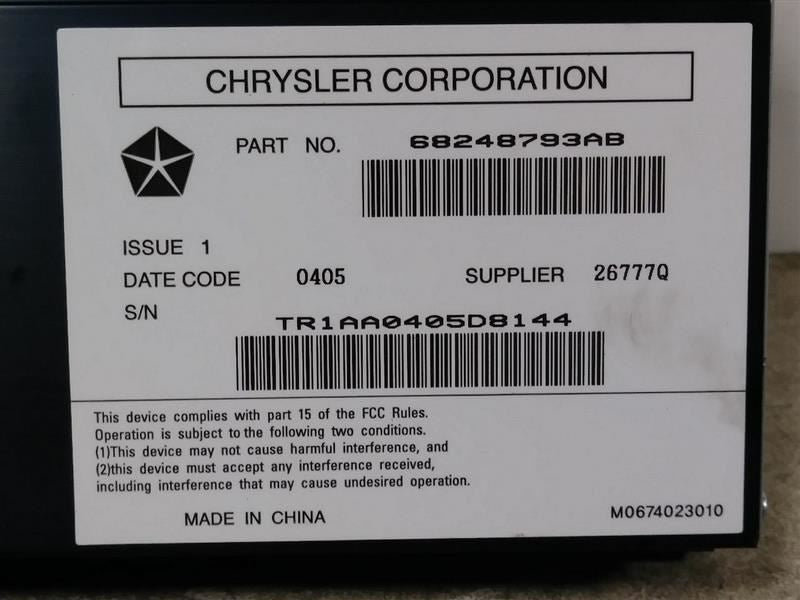 CHRYSLER CORPORATION
PART NO. 68248793AB
ISSUE 1
DATE CODE 0405 SUPPLIER 26777Q
S/N
TR1AA0405D8144
This device complies with part 15 of the FCC Rules.
Operation is subject to the following two conditions.
(1)This device may not cause harmful interference, and
(2)this device must accept any interference received,
including interference that may cause undesired operation.
MADE IN CHINA M0674023010